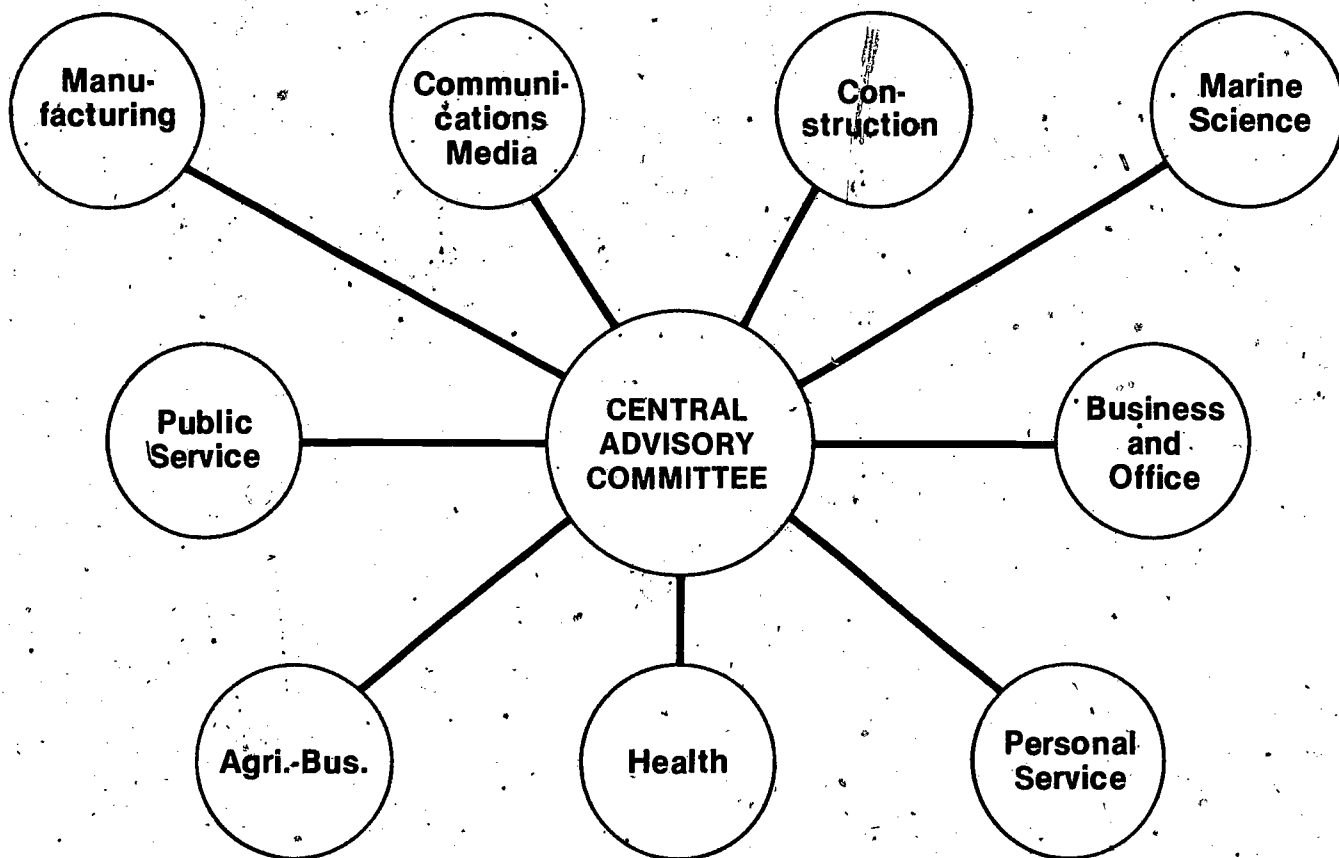 Manu-
facturing
Communi-
cations
Media
Con-
struction
Marine
Science
Public
Service
CENTRAL
ADVISORY
COMMITTEE
Business
and
Office
Agri.-Bus.
Health
Personal
Service